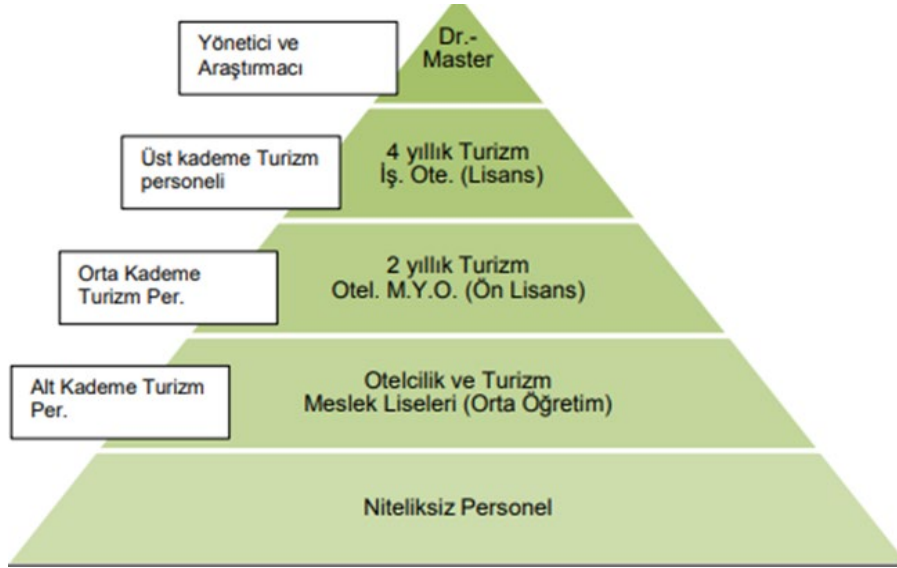 Yönetici ve
Araştırmacı
Dr.-
Master
Üst kademe Turizm
personeli
4 yıllık Turizm
İş. Ote. (Lisans)
Orta Kademe
Turizm Per.
2 yıllık Turizm
Otel. M.Y.O. (Ön Lisans)
Alt Kademe Turizm
Per.
Otelcilik ve Turizm
Meslek Liseleri (Orta Öğretim)
Niteliksiz Personel